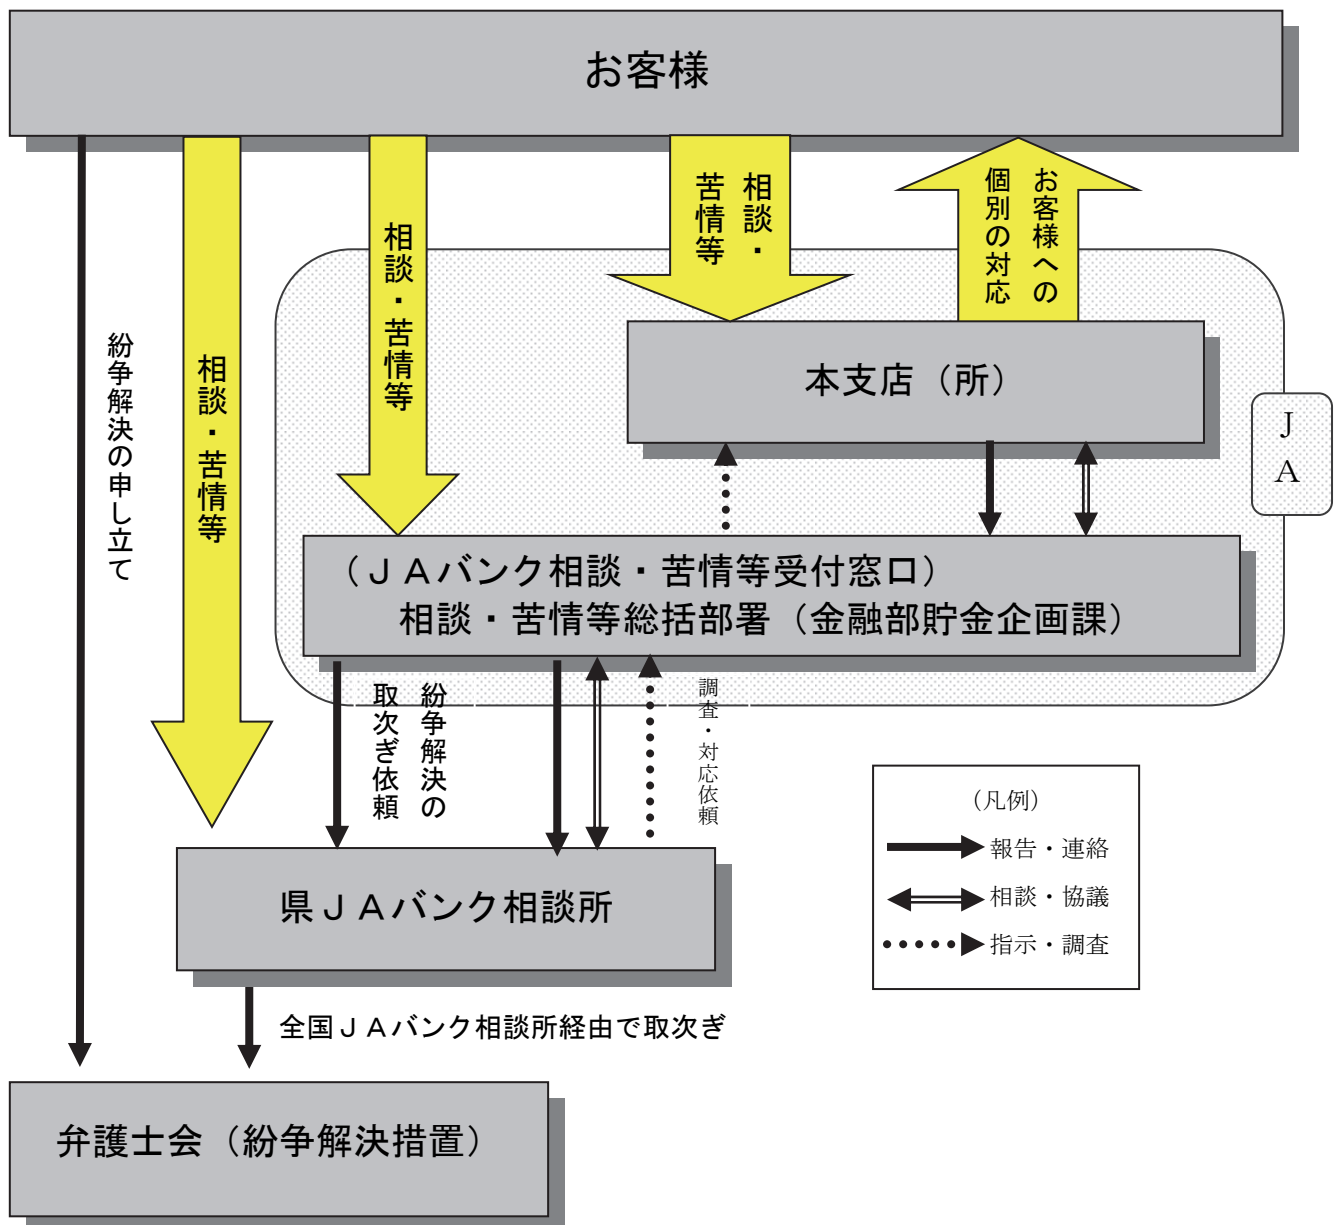 お客様
相談・
苦情等
お客様への
個別の対応
相談・苦情等
相談・苦情等
紛争解決の申し立て
本支店（所）
ＪＡ
（ＪＡバンク相談・苦情等受付窓口）
相談・苦情等総括部署（金融部貯金企画課）
紛争解決の
取次ぎ依頼
調査・対応依頼
（凡例）
報告・連絡
相談・協議
指示・調査
県ＪＡバンク相談所
全国ＪＡバンク相談所経由で取次ぎ
弁護士会（紛争解決措置）